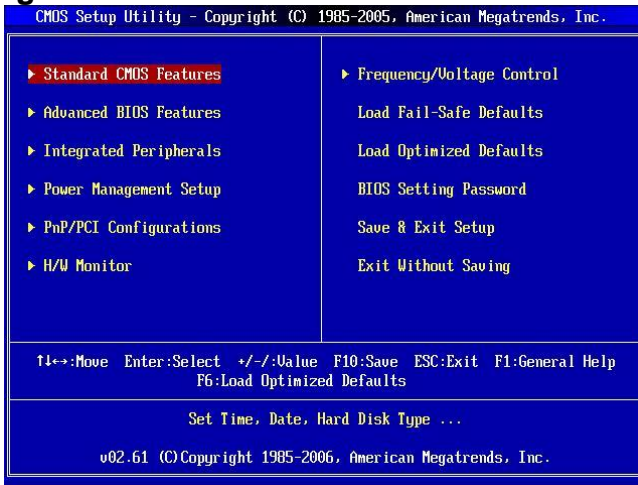 CMOS Setup Utility - Copyright (C) 1985-2005, American Megatrends, Inc.
Standard CMOS Features
Advanced BIOS Features
Integrated Peripherals
Power Management Setup
PnP/PCI Configurations
H/W Monitor
Frequency/Voltage Control
Load Fail-Safe Defaults
Load Optimized Defaults
BIOS Setting Password
Save & Exit Setup
Exit Without Saving
↑↓↔:Move Enter:Select +/-/:Value F10:Save ESC:Exit F1:General Help
F6:Load Optimized Defaults
Set Time, Date, Hard Disk Type ...
v02.61 (C)Copyright 1985-2006, American Megatrends, Inc.